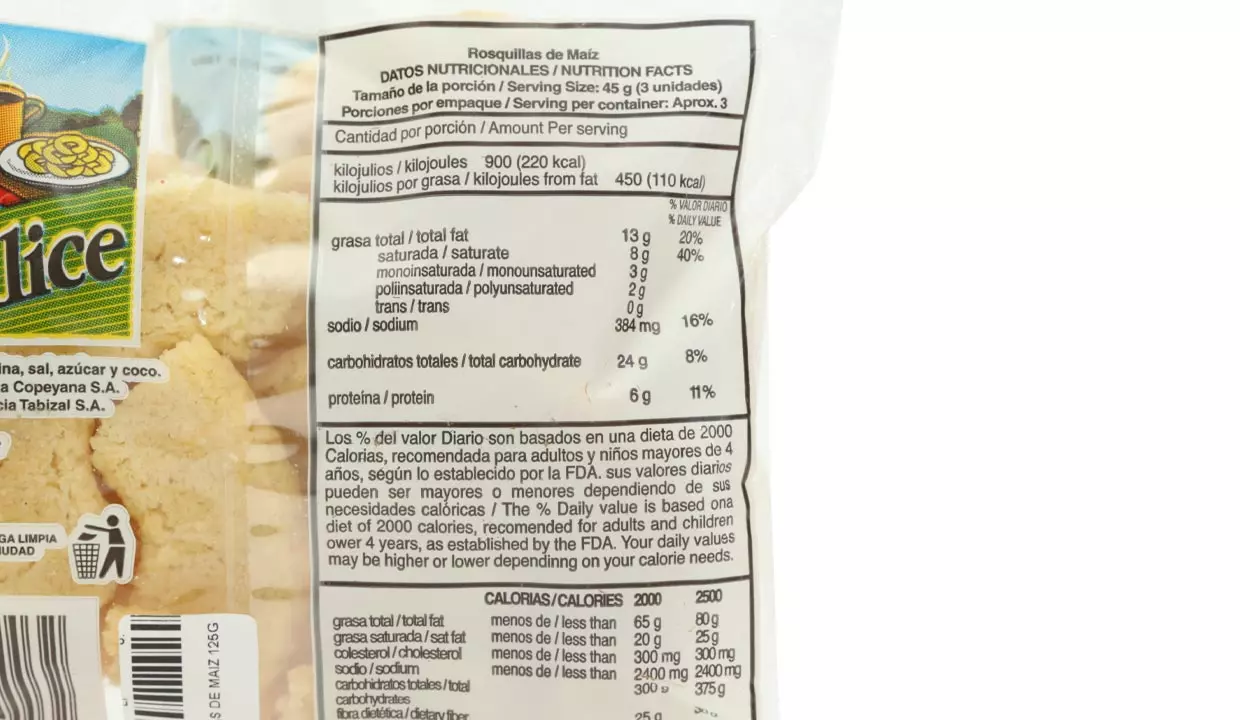 lice
ina, sal, azúcar y coco.
a Copeyana S.A.
cia Tabizal S.A.
GA LIMPIA
IUDAD
S DE MAIZ 125G
Rosquillas de Maíz
DATOS NUTRICIONALES / NUTRITION FACTS
Tamaño de la porción / Serving Size: 45 g (3 unidades)
Porciones por empaque / Serving per container: Aprox. 3
Cantidad por porción / Amount Per serving
kilojulios / kilojoules 900 (220 kcal)
kilojulios por grasa / kilojoules from fat 450 (110 kcal)
% VALOR DIARIO
% DAILY VALUE
grasa total / total fat 13 g 20%
saturada / saturate 8 g 40%
monoinsaturada / monounsaturated 3 g
poliinsaturada / polyunsaturated 2 g
trans / trans 0 g
sodio / sodium 384 mg 16%
carbohidratos totales / total carbohydrate 24 g 8%
proteína / protein 6 g 11%
Los % del valor Diario son basados en una dieta de 2000
Calorias, recomendada para adultos y niños mayores de 4
años, según lo establecido por la FDA. sus valores diarios
pueden ser mayores o menores dependiendo de sus
necesidades calóricas / The % Daily value is based ona
diet of 2000 calories, recomended for adults and children
ower 4 years, as established by the FDA. Your daily values
may be higher or lower dependinng on your calorie needs.
CALORIAS/CALORIES 2000 2500
grasa total / total fat menos de / less than 65 g 80 g
grasa saturada / sat fat menos de / less than 20 g 25 g
colesterol / cholesterol menos de / less than 300 mg 300 mg
sodio / sodium menos de / less than 2400 mg 2400 mg
carbohidratos totales / total 300 g 375 g
carbohydrates
fibra dietética / dietary fiber 25 g